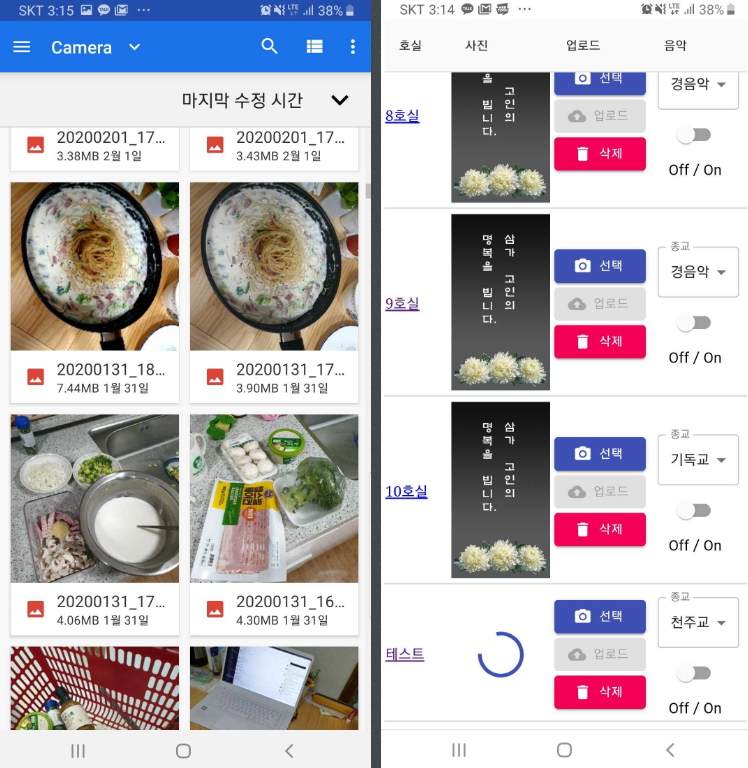 SKT 3:15
LTE 38%
Camera
마지막 수정 시간
20200201_17...
3.38MB 2월 1일
20200201_17...
3.43MB 2월 1일
20200131_18...
7.44MB 1월 31일
20200131_17...
3.90MB 1월 31일
20200131_17...
4.06MB 1월 31일
20200131_16...
4.30MB 1월 31일
SKT 3:14
LTE 38%
호실 사진 업로드 음악
8호실
고인의
을 빕니다.
선택
업로드
삭제
경음악
Off / On
9호실
삼가 고인의
명복을 빕니다.
선택
업로드
삭제
종교
경음악
Off / On
10호실
삼가 고인의
명복을 빕니다.
선택
업로드
삭제
종교
기독교
Off / On
테스트
선택
업로드
삭제
종교
천주교
Off / On